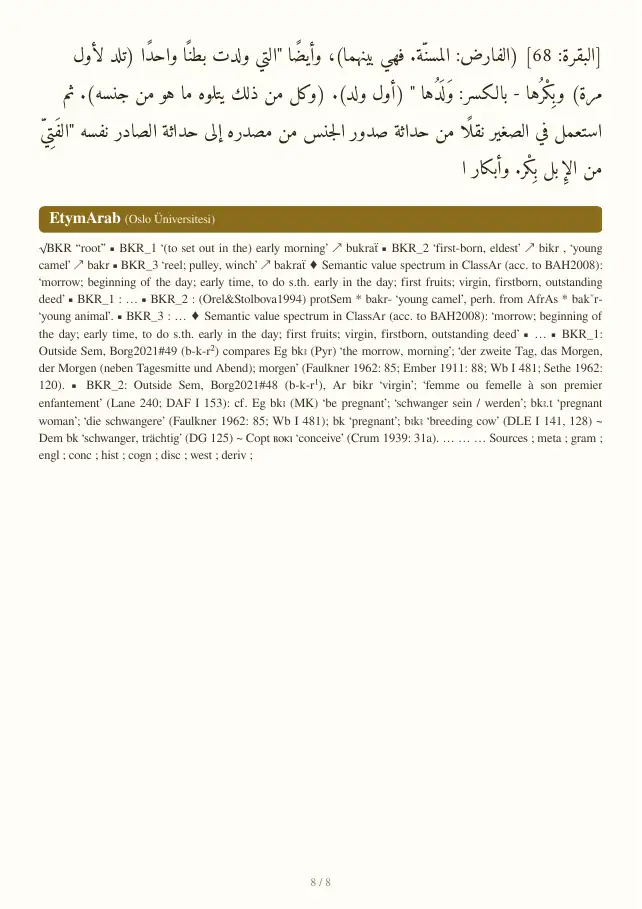 [البقرة: 68] (الفارض: المسنّة. فهي بينهما)، وأيضًا "التي ولدت بطنًا واحدًا (تلد لأول
مرة) وبِكْرُها - بالكسر: وَلَدُها " (أول ولد). (وكل من ذلك يتلوه ما هو من جنسه). ثم
استعمل في الصغير نقلًا من حداثة صدور الجنس من مصدره إلى حداثة الصادر نفسه "الفَتِيّ
من الإبل بِكْر. وأبكار ا
EtymArab (Oslo Üniversitesi)
√BKR “root” ▪ BKR_1 ‘(to set out in the) early morning’ ↗ bukraẗ ▪ BKR_2 ‘first-born, eldest’ ↗ bikr , ‘young
camel’ ↗ bakr ▪ BKR_3 ‘reel; pulley, winch’ ↗ bakraẗ ♦ Semantic value spectrum in ClassAr (acc. to BAH2008):
‘morrow; beginning of the day; early time, to do s.th. early in the day; first fruits; virgin, firstborn, outstanding
deed’ ▪ BKR_1 : … ▪ BKR_2 : (Orel&Stolbova1994) protSem * bakr- ‘young camel’, perh. from AfrAs * bak˅r-
‘young animal’. ▪ BKR_3 : … ♦ Semantic value spectrum in ClassAr (acc. to BAH2008): ‘morrow; beginning of
the day; early time, to do s.th. early in the day; first fruits; virgin, firstborn, outstanding deed’ ▪ … ▪ BKR_1:
Outside Sem, Borg2021#49 (b-k-r²) compares Eg bkꜣ (Pyr) ‘the morrow, morning’; ‘der zweite Tag, das Morgen,
der Morgen (neben Tagesmitte und Abend); morgen’ (Faulkner 1962: 85; Ember 1911: 88; Wb I 481; Sethe 1962:
120). ▪ BKR_2: Outside Sem, Borg2021#48 (b-k-r¹), Ar bikr ‘virgin’; ‘femme ou femelle à son premier
enfantement’ (Lane 240; DAF I 153): cf. Eg bkꜣ (MK) ‘be pregnant’; ‘schwanger sein / werden’; bkꜣ.t ‘pregnant
woman’; ‘die schwangere’ (Faulkner 1962: 85; Wb I 481); bk ‘pregnant’; bkꜣ ‘breeding cow’ (DLE I 141, 128) ~
Dem bk ‘schwanger, trächtig’ (DG 125) ~ Copt ʙᴏᴋɪ ‘conceive’ (Crum 1939: 31a). … … … Sources ; meta ; gram ;
engl ; conc ; hist ; cogn ; disc ; west ; deriv ;
8 / 8